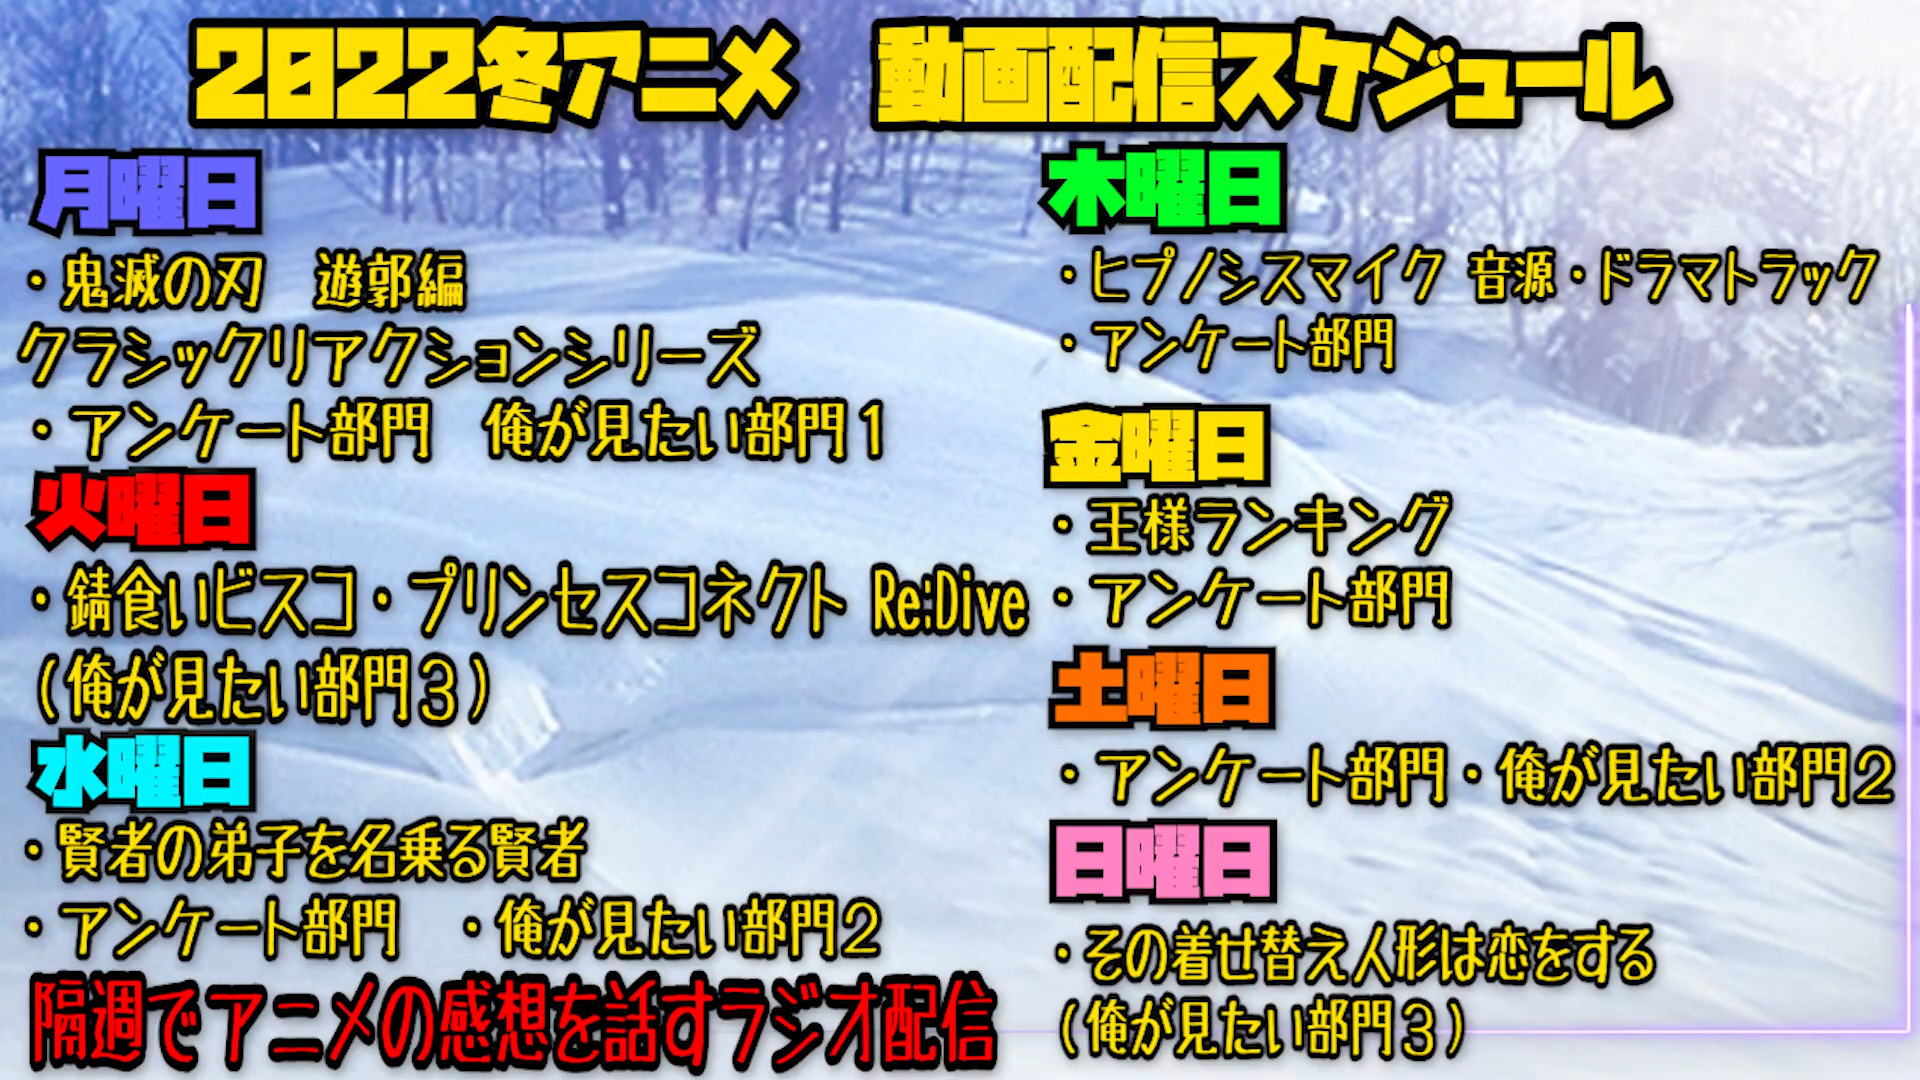 2022冬アニメ　動画配信スケジュール
月曜日
・鬼滅の刃　遊郭編
クラシックリアクションシリーズ
・アンケート部門　俺が見たい部門1
火曜日
・錆食いビスコ・プリンセスコネクト Re:Dive
（俺が見たい部門３）
水曜日
・賢者の弟子を名乗る賢者
・アンケート部門　・俺が見たい部門２
隔週でアニメの感想を話すラジオ配信
木曜日
・ヒプノシスマイク 音源・ドラマトラック
・アンケート部門
金曜日
・王様ランキング
・アンケート部門
土曜日
・アンケート部門・俺が見たい部門２
日曜日
・その着せ替え人形は恋をする
（俺が見たい部門３）